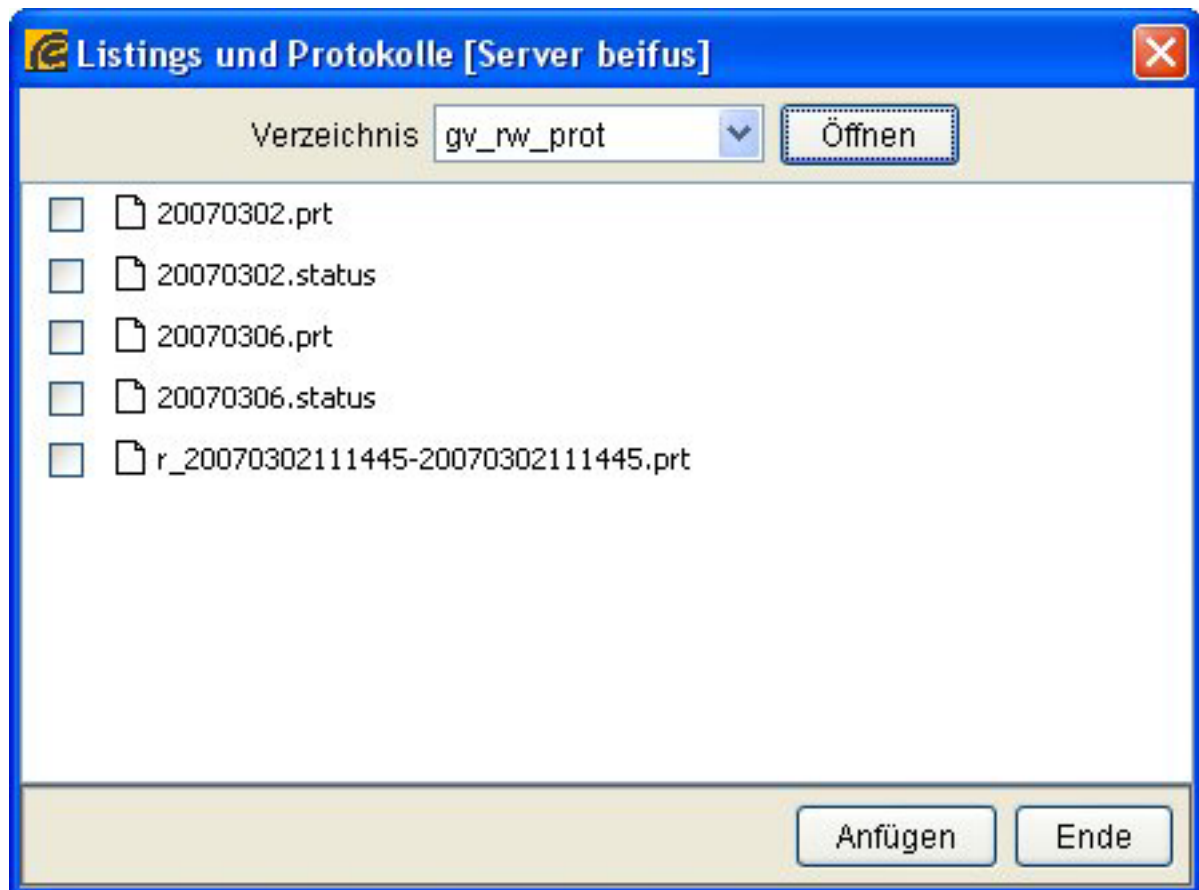 Listings und Protokolle [Server beifus]
Verzeichnis gv_rw_prot Öffnen
20070302.prt
20070302.status
20070306.prt
20070306.status
r_20070302111445-20070302111445.prt
Anfügen Ende